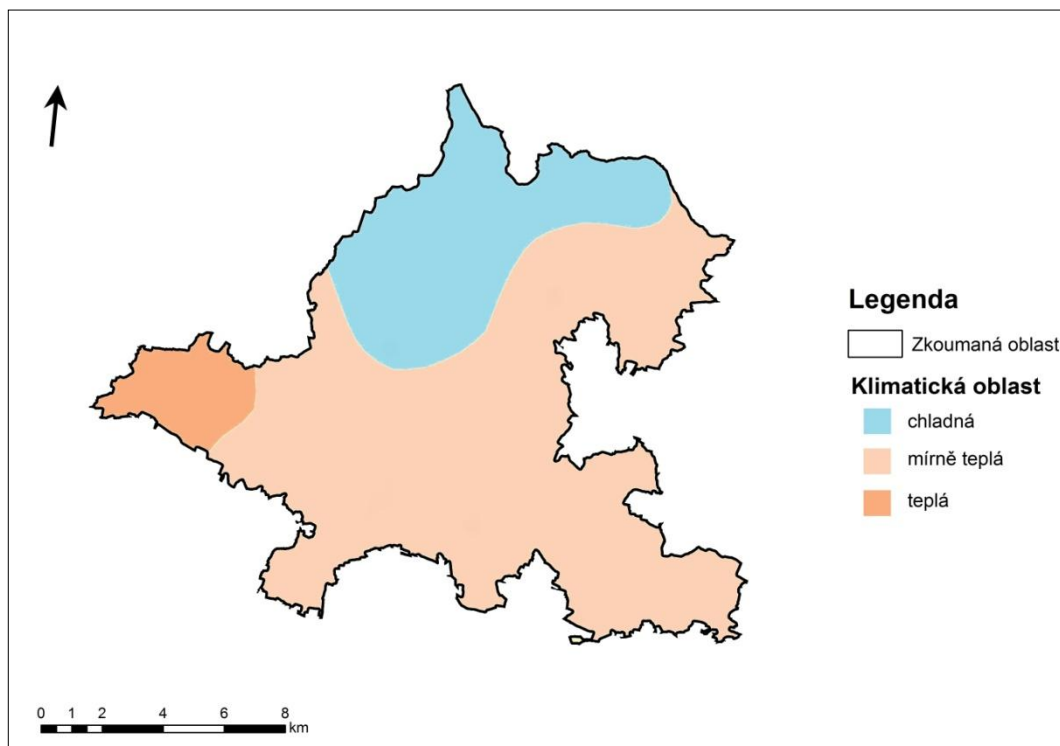 Legenda
Zkoumaná oblast
Klimatická oblast
chladná
mírně teplá
teplá
0 1 2 4 6 8
km